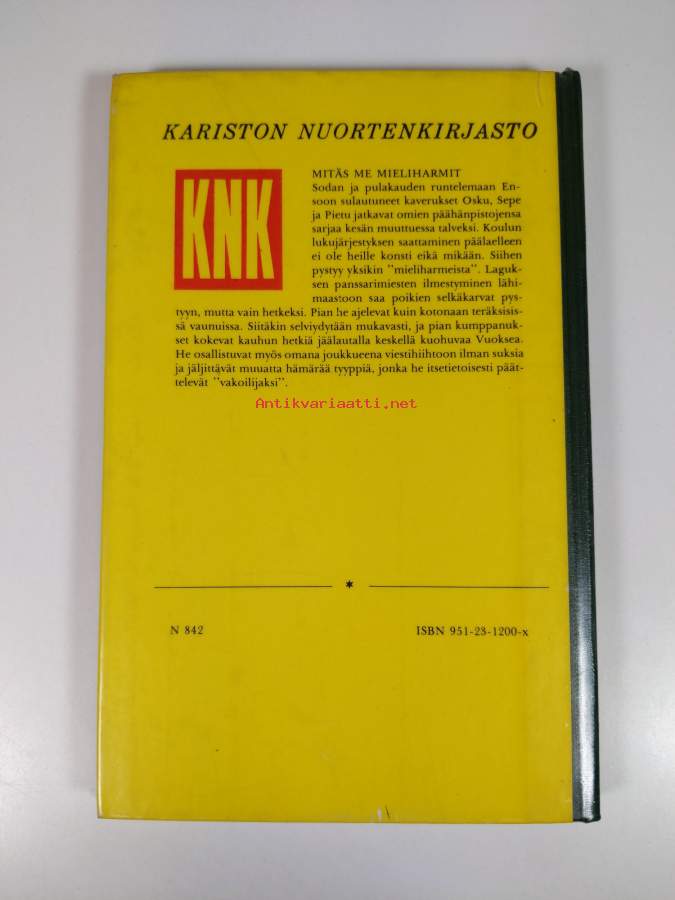 KARISTON NUORTENKIRJASTO
KNK
MITÄS ME MIELIHARMIT
Sodan ja pulakauden runtelemaan En-
soon sulautuneet kaverukset Osku, Sepe
ja Pietu jatkavat omien päähänpistojensa
sarjaa kesän muuttuessa talveksi. Koulun
lukujärjestyksen saattaminen päälaelleen
ei ole heille konsti eikä mikään. Siihen
pystyy yksikin "mieliharmeista". Laguk-
sen panssarimiesten ilmestyminen lähi-
maastoon saa poikien selkäkarvat pys-
tyyn, mutta vain hetkeksi. Pian he ajelevat kuin kotonaan teräksisis-
sä vaunuissa. Siitäkin selviydytään mukavasti, ja pian kumppanuk-
set kokevat kauhun hetkiä jäälautalla keskellä kuohuvaa Vuoksea.
He osallistuvat myös omana joukkueena viestihiihtoon ilman suksia
ja jäljittävät muuatta hämärää tyyppiä, jonka he itsetietoisesti päät-
televät "vakoilijaksi".
Antikvariaatti.net
N 842
ISBN 951-23-1200-x